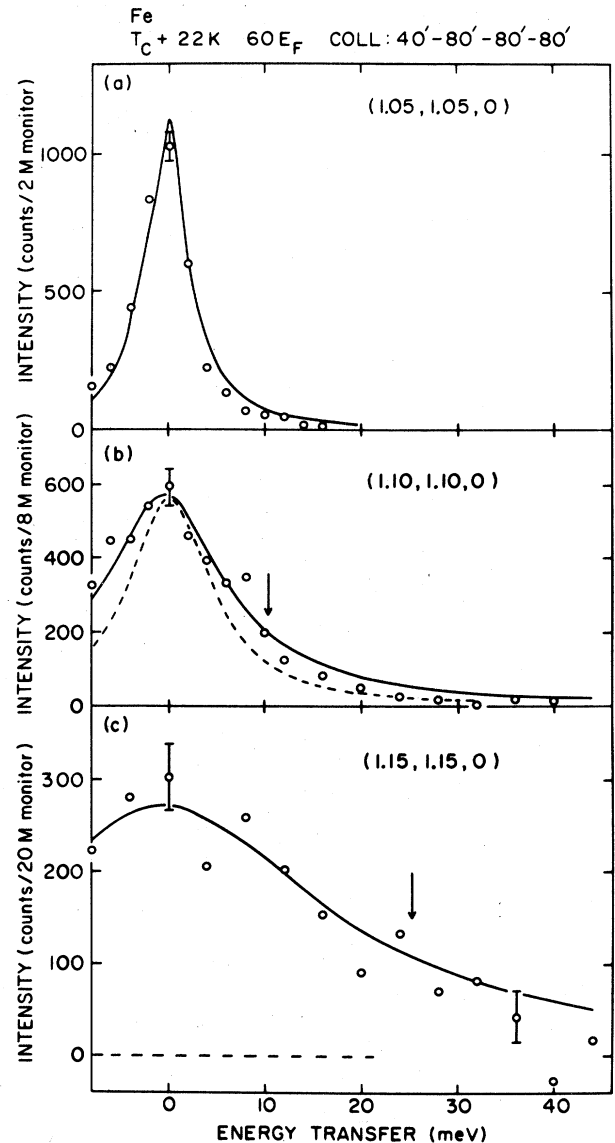 Fe
T_C + 22K 60E_F COLL: 40′-80′-80′-80′
(a)
(1.05, 1.05, 0)
INTENSITY (counts/2 M monitor)
1000
500
0
(b)
(1.10, 1.10, 0)
INTENSITY (counts/8 M monitor)
600
400
200
0
(c)
(1.15, 1.15, 0)
INTENSITY (counts/20 M monitor)
300
200
100
0
0 10 20 30 40
ENERGY TRANSFER (meV)